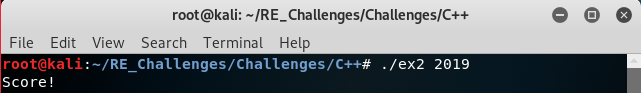 root@kali: ~/RE_Challenges/Challenges/C++
File Edit View Search Terminal Help
root@kali:~/RE_Challenges/Challenges/C++# ./ex2 2019
Score!